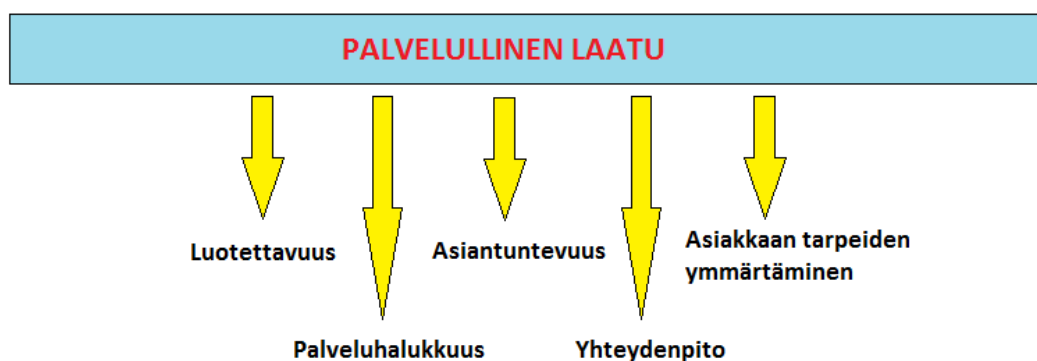 PALVELULLINEN LAATU
Luotettavuus
Asiantuntevuus
Asiakkaan tarpeiden
ymmärtäminen
Palveluhalukkuus
Yhteydenpito